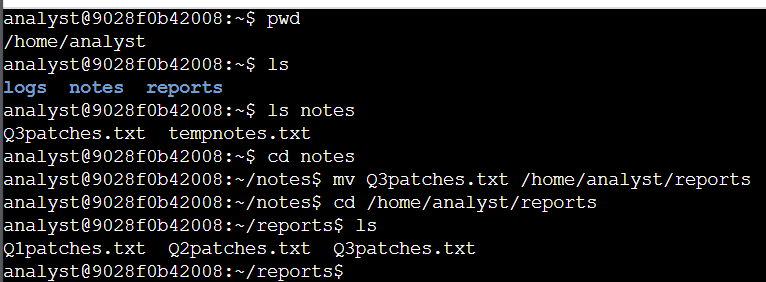 analyst@9028f0b42008:~$ pwd
/home/analyst
analyst@9028f0b42008:~$ ls
logs  notes  reports
analyst@9028f0b42008:~$ ls notes
Q3patches.txt  tempnotes.txt
analyst@9028f0b42008:~$ cd notes
analyst@9028f0b42008:~/notes$ mv Q3patches.txt /home/analyst/reports
analyst@9028f0b42008:~/notes$ cd /home/analyst/reports
analyst@9028f0b42008:~/reports$ ls
Q1patches.txt  Q2patches.txt  Q3patches.txt
analyst@9028f0b42008:~/reports$